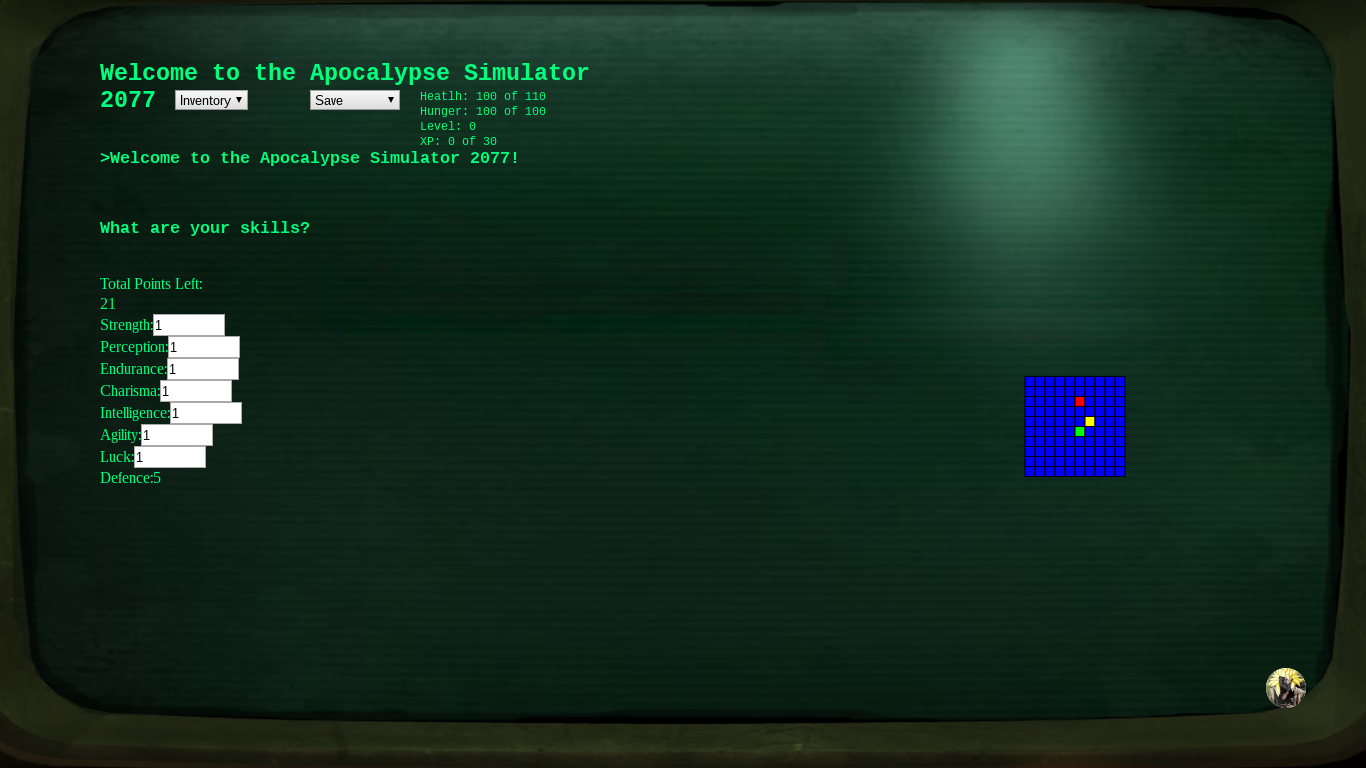 Welcome to the Apocalypse Simulator
2077 Inventory Save
Heatlh: 100 of 110
Hunger: 100 of 100
Level: 0
XP: 0 of 30
>Welcome to the Apocalypse Simulator 2077!
What are your skills?
Total Points Left:
21
Strength:1
Perception:1
Endurance:1
Charisma:1
Intelligence:1
Agility:1
Luck:1
Defence:5